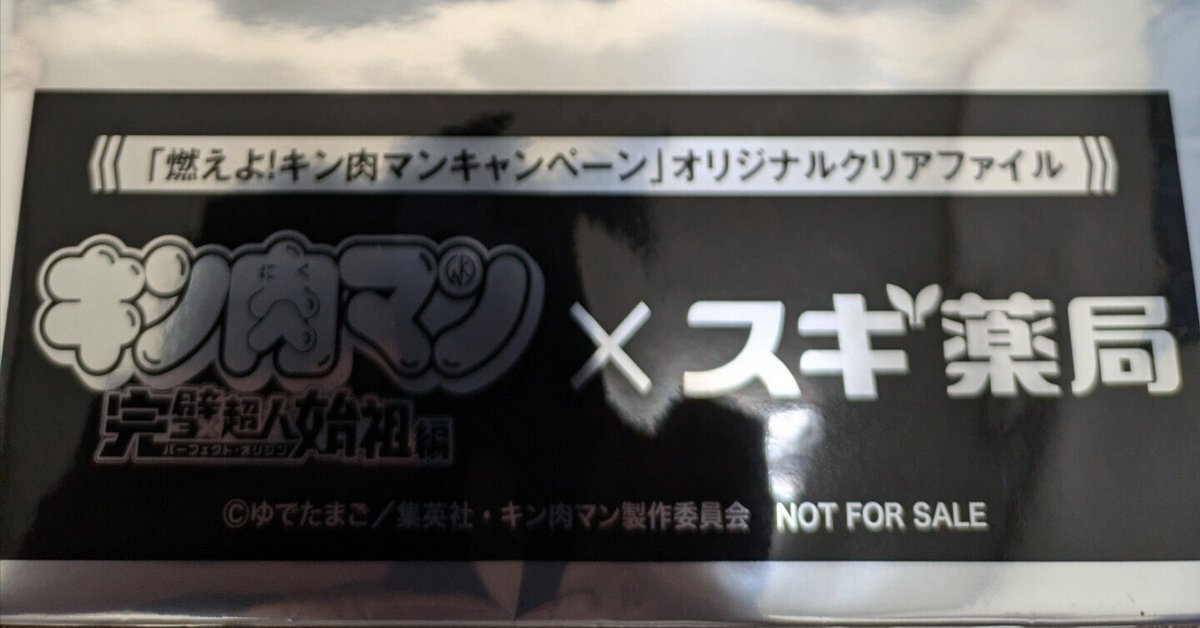 「燃えよ!キン肉マンキャンペーン」オリジナルクリアファイル
キン肉マン × スギ薬局
にく
完璧超人始祖編
パーフェクト・オリジン
©ゆでたまご/集英社・キン肉マン製作委員会 NOT FOR SALE